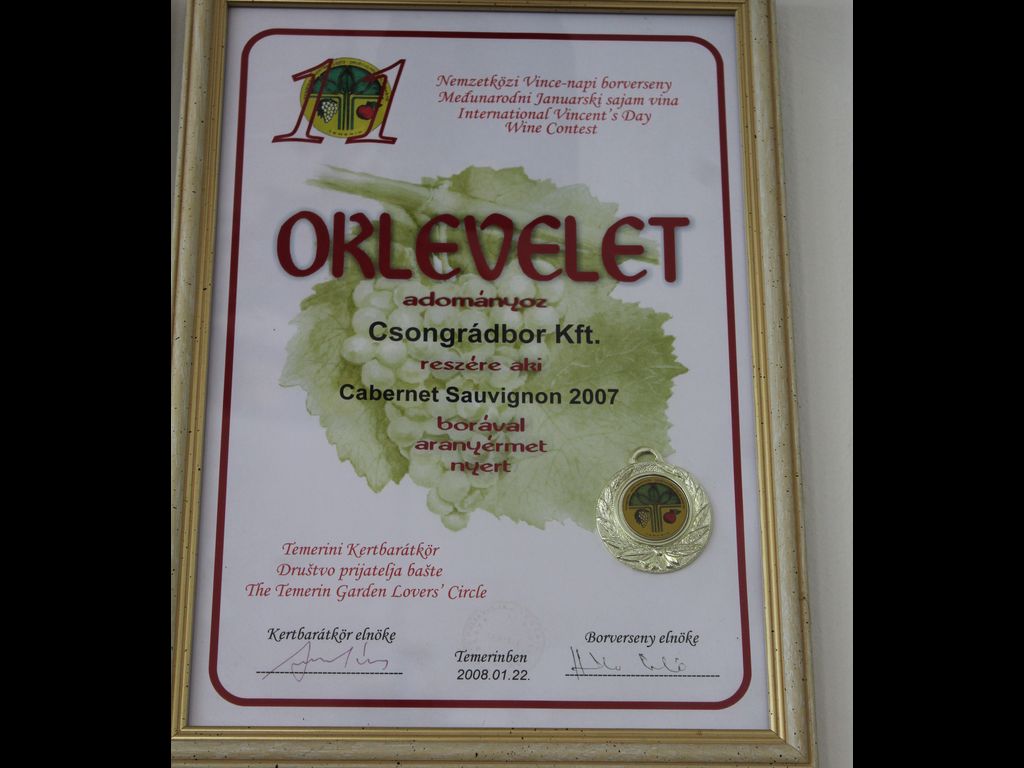 11
Nemzetközi Vince-napi borverseny
Međunarodni Januarski sajam vina
International Vincent's Day
Wine Contest
OKLEVELET
adományoz
Csongrádbor Kft.
reszére aki
Cabernet Sauvignon 2007
borával
aranyérmet
nyert
Temerini Kertbarátkör
Društvo prijatelja bašte
The Temerin Garden Lovers' Circle
Kertbarátkör elnöke
Temerinben
2008.01.22.
Borverseny elnöke